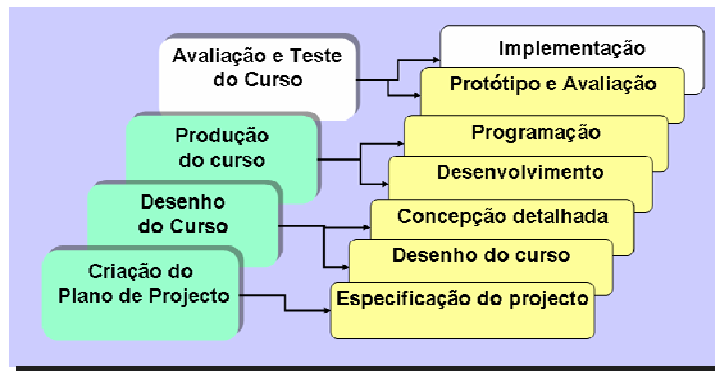 Avaliação e Teste
do Curso
Implementação
Protótipo e Avaliação
Produção
do curso
Programação
Desenvolvimento
Desenho
do Curso
Concepção detalhada
Desenho do curso
Criação do
Plano de Projecto
Especificação do projecto